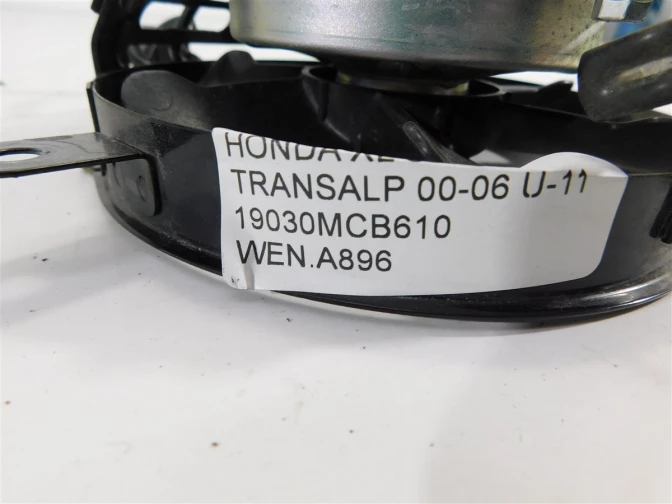 HONDA XL
TRANSALP 00-06 U-11
19030MCB610
WEN.A896